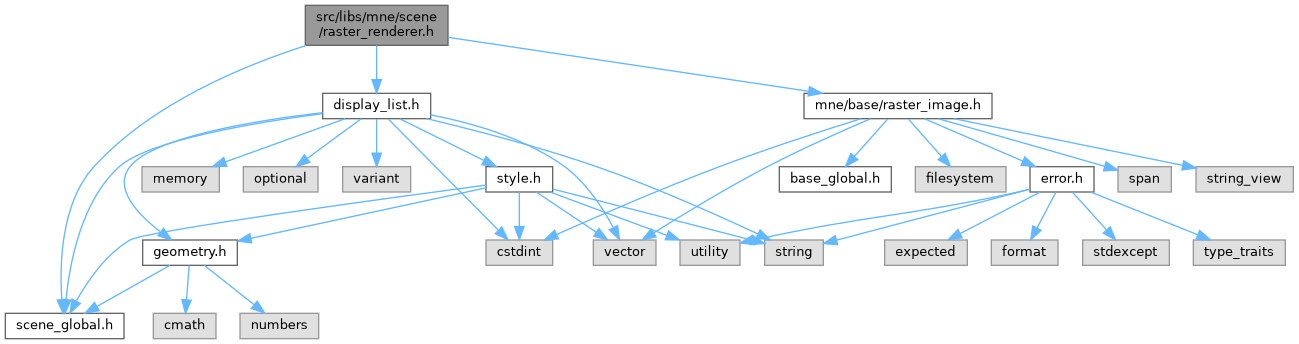 src/libs/mne/scene
/raster_renderer.h
display_list.h
mne/base/raster_image.h
memory
optional
variant
style.h
base_global.h
filesystem
error.h
span
string_view
geometry.h
cstdint
vector
utility
string
expected
format
stdexcept
type_traits
scene_global.h
cmath
numbers